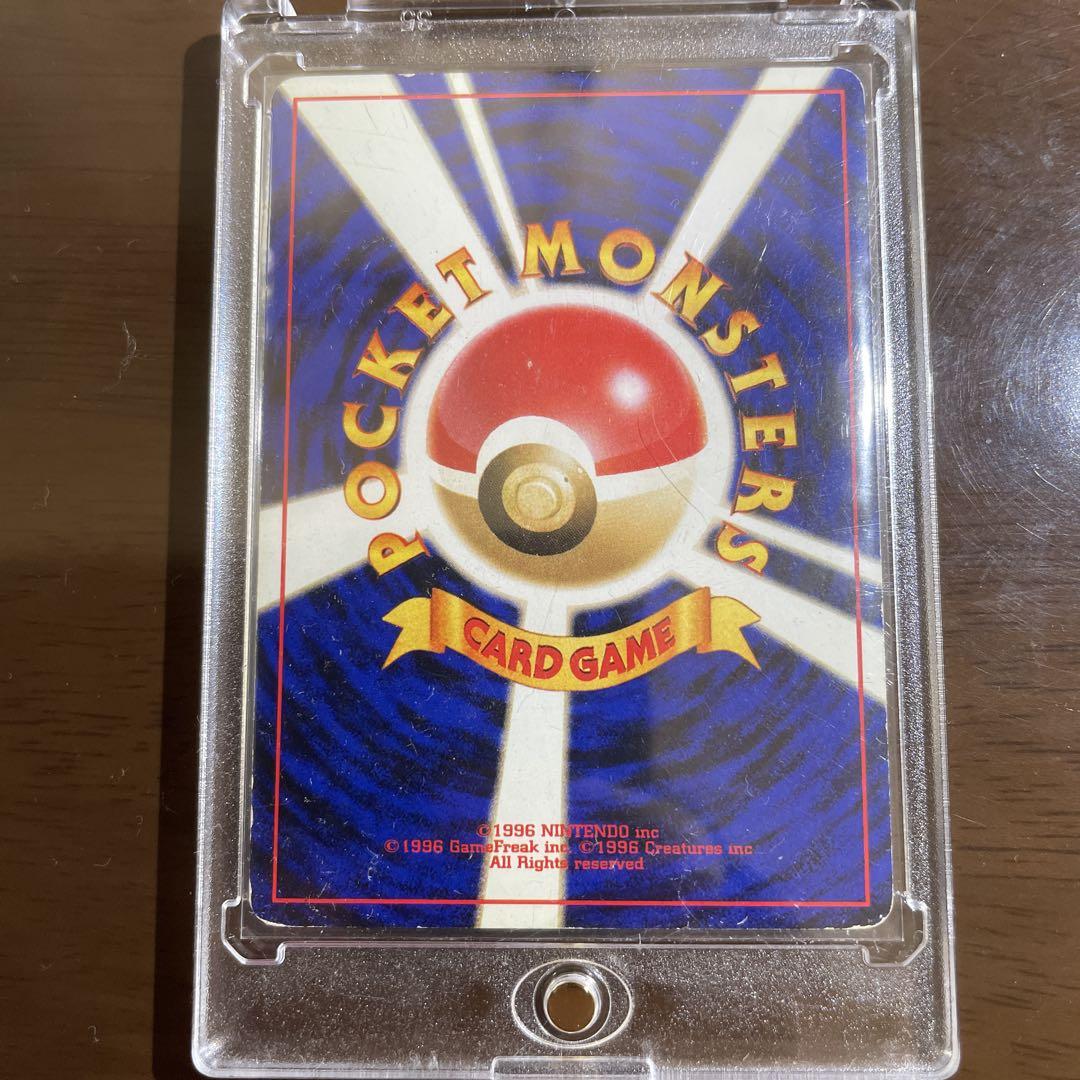 POCKET MONSTERS
CARD GAME
©1996 NINTENDO inc
©1996 GameFreak inc. ©1996 Creatures inc
All Rights reserved